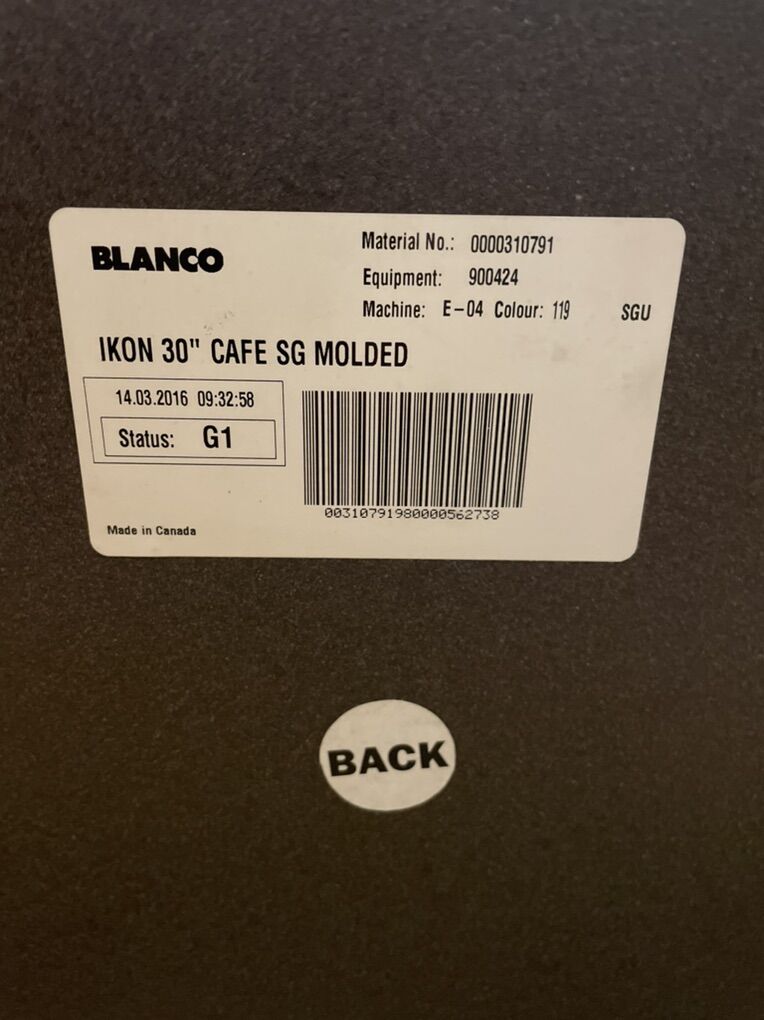 BLANCO
Material No.: 0000310791
Equipment: 900424
Machine: E-04 Colour: 119 SGU
IKON 30" CAFE SG MOLDED
14.03.2016 09:32:58
Status: G1
00310791980000562738
Made in Canada
BACK